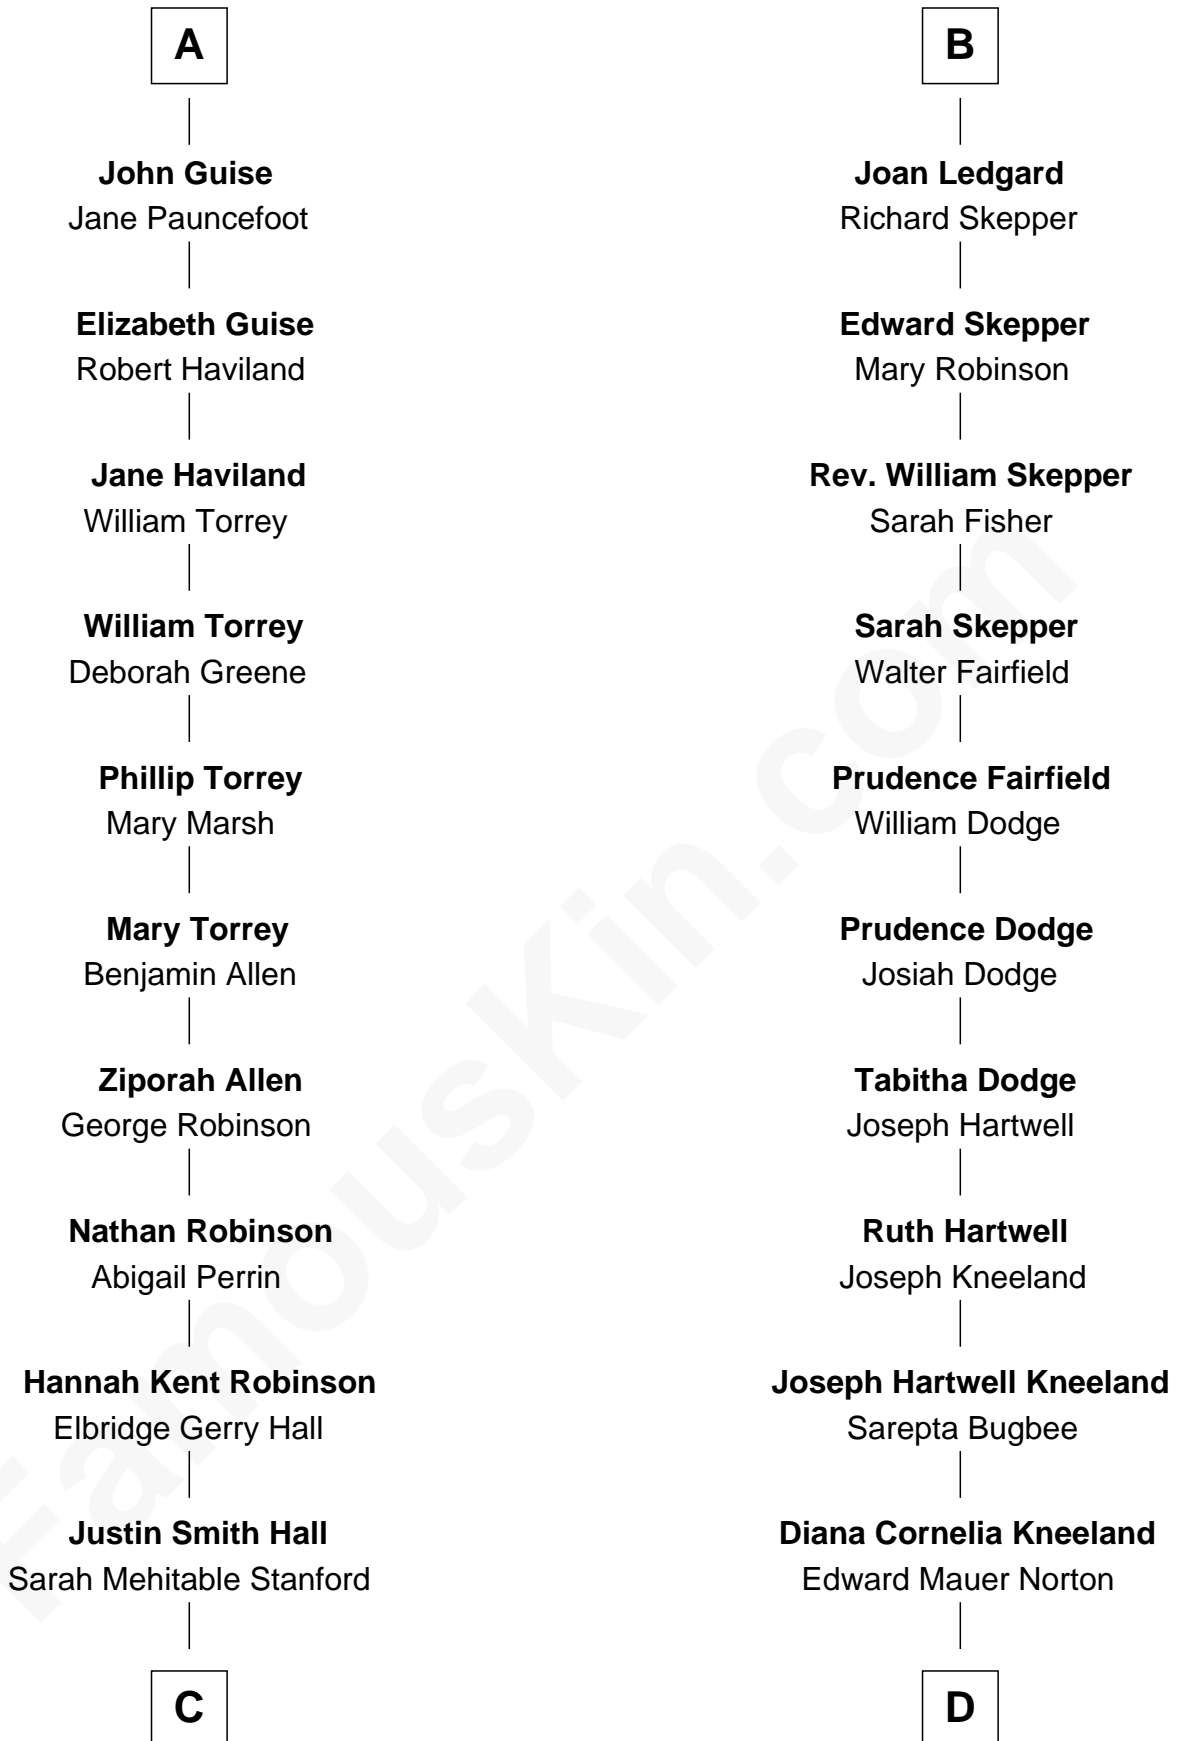 A
John Guise
Jane Pauncefoot
Elizabeth Guise
Robert Haviland
Jane Haviland
William Torrey
William Torrey
Deborah Greene
Phillip Torrey
Mary Marsh
Mary Torrey
Benjamin Allen
Ziporah Allen
George Robinson
Nathan Robinson
Abigail Perrin
Hannah Kent Robinson
Elbridge Gerry Hall
Justin Smith Hall
Sarah Mehitable Stanford
C
B
Joan Ledgard
Richard Skepper
Edward Skepper
Mary Robinson
Rev. William Skepper
Sarah Fisher
Sarah Skepper
Walter Fairfield
Prudence Fairfield
William Dodge
Prudence Dodge
Josiah Dodge
Tabitha Dodge
Joseph Hartwell
Ruth Hartwell
Joseph Kneeland
Joseph Hartwell Kneeland
Sarepta Bugbee
Diana Cornelia Kneeland
Edward Mauer Norton
D
FamousKin.com